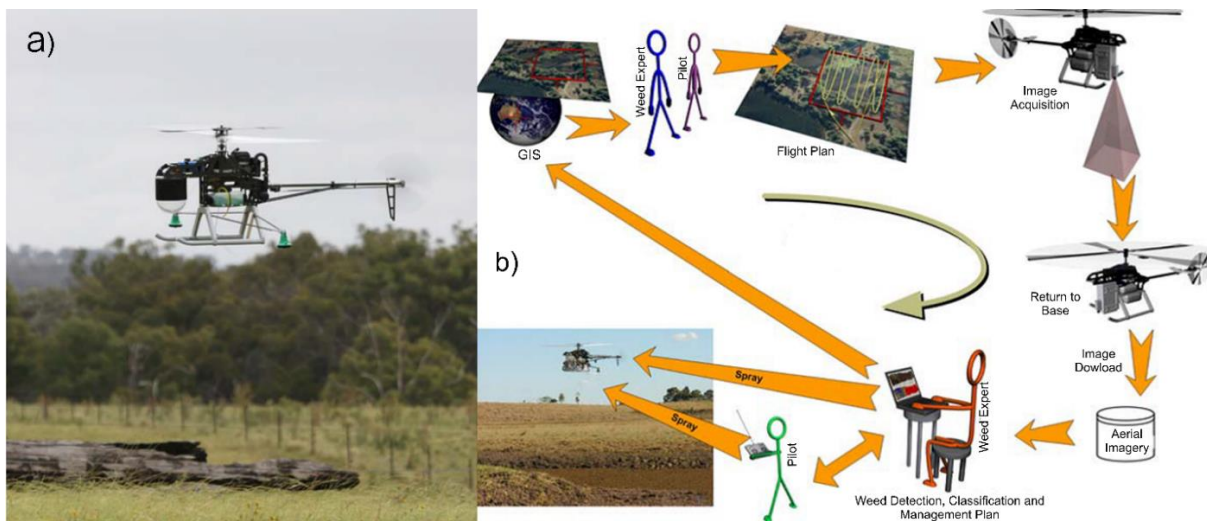 a)
b)
GIS
Weed Expert
Pilot
Flight Plan
Image
Acquisition
Return to
Base
Image
Dowload
Aerial
Imagery
Weed Expert
Weed Detection, Classification and
Management Plan
Pilot
Spray
Spray